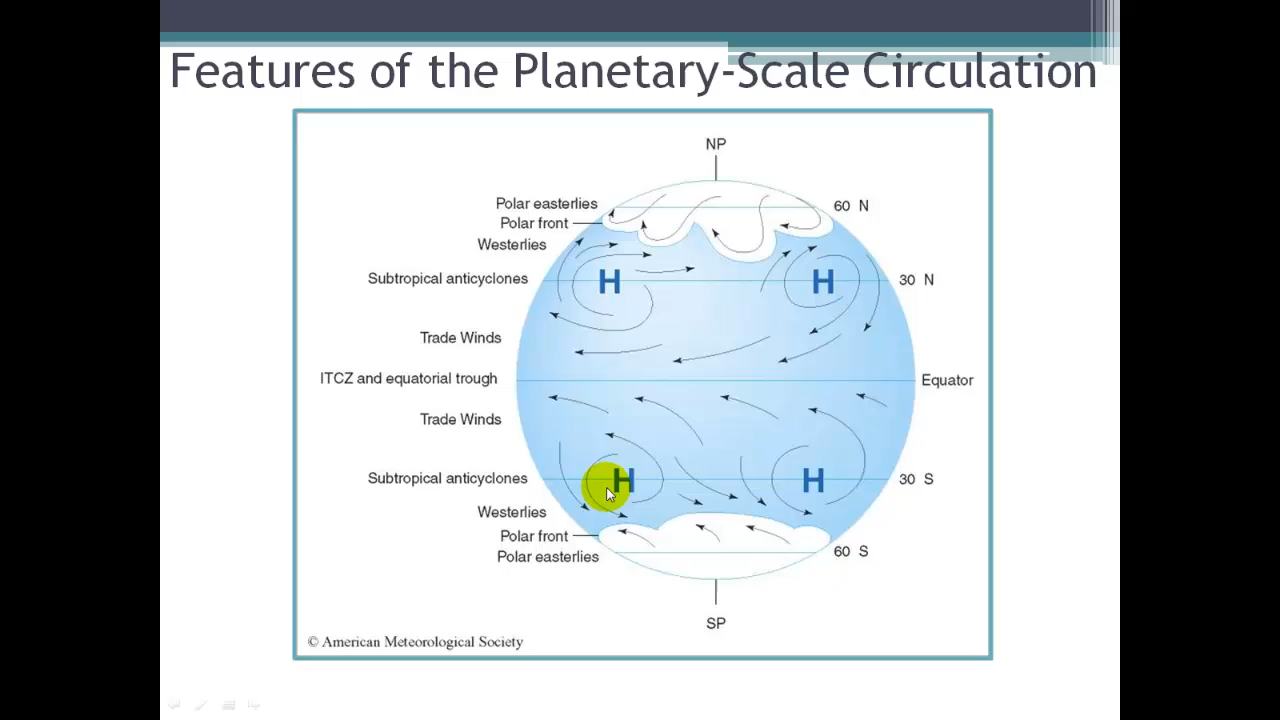 Features of the Planetary-Scale Circulation
NP
Polar easterlies
60 N
Polar front
Westerlies
H
H
Subtropical anticyclones
30 N
Trade Winds
ITCZ and equatorial trough
Equator
Trade Winds
Subtropical anticyclones
H
H
30 S
Westerlies
Polar front
Polar easterlies
60 S
SP
© American Meteorological Society